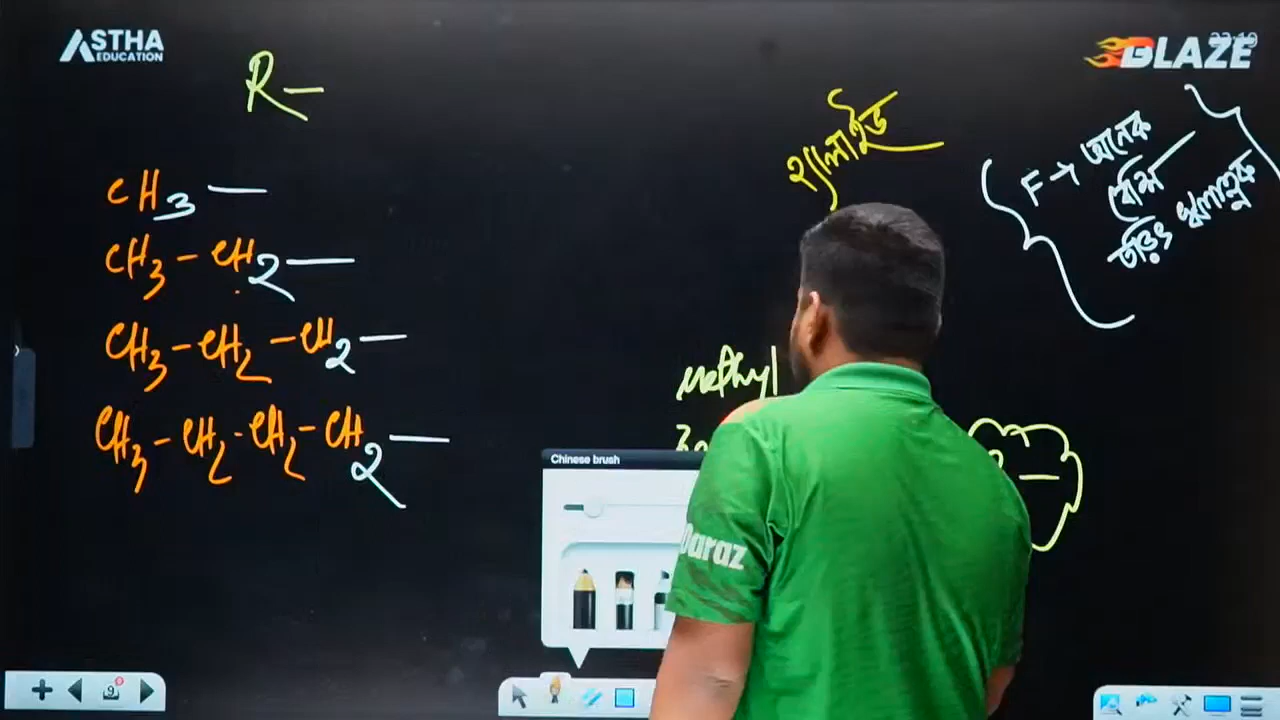 ASTHA
EDUCATION
BLAZE
R—
CH3—
CH3-CH2—
CH3-CH2-CH2—
CH3-CH2-CH2-CH2—
হ্যালাইড
F→ অনেক
বেশি
তড়িৎ ঋণাত্মক
Methyl
Chinese brush
Daraz
9